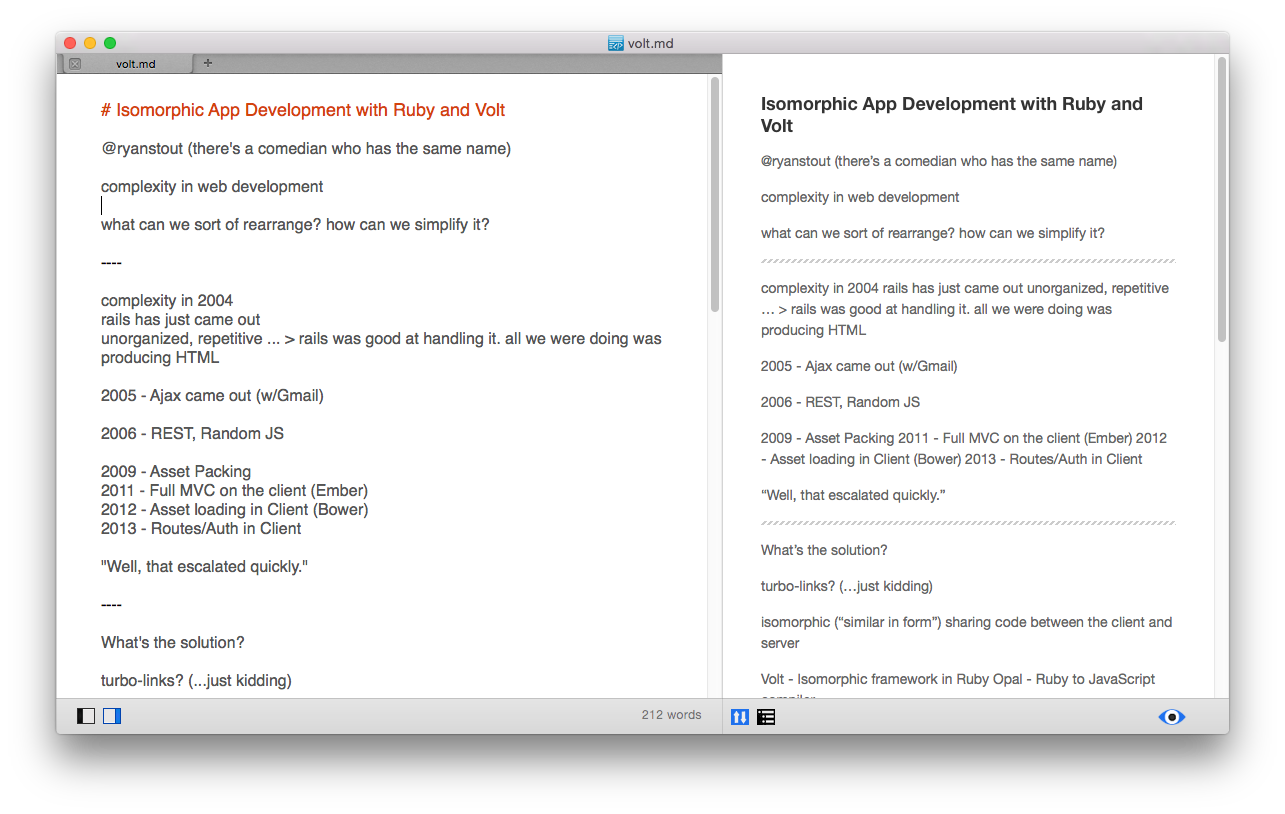 volt.md
volt.md
+
# Isomorphic App Development with Ruby and Volt
@ryanstout (there's a comedian who has the same name)
complexity in web development
what can we sort of rearrange? how can we simplify it?
----
complexity in 2004
rails has just came out
unorganized, repetitive ... > rails was good at handling it. all we were doing was
producing HTML
2005 - Ajax came out (w/Gmail)
2006 - REST, Random JS
2009 - Asset Packing
2011 - Full MVC on the client (Ember)
2012 - Asset loading in Client (Bower)
2013 - Routes/Auth in Client
"Well, that escalated quickly."
----
What's the solution?
turbo-links? (...just kidding)
212 words
Isomorphic App Development with Ruby and
Volt
@ryanstout (there’s a comedian who has the same name)
complexity in web development
what can we sort of rearrange? how can we simplify it?
complexity in 2004 rails has just came out unorganized, repetitive
… > rails was good at handling it. all we were doing was
producing HTML
2005 - Ajax came out (w/Gmail)
2006 - REST, Random JS
2009 - Asset Packing 2011 - Full MVC on the client (Ember) 2012
- Asset loading in Client (Bower) 2013 - Routes/Auth in Client
“Well, that escalated quickly.”
What’s the solution?
turbo-links? (…just kidding)
isomorphic (“similar in form”) sharing code between the client and
server
Volt - Isomorphic framework in Ruby Opal - Ruby to JavaScript